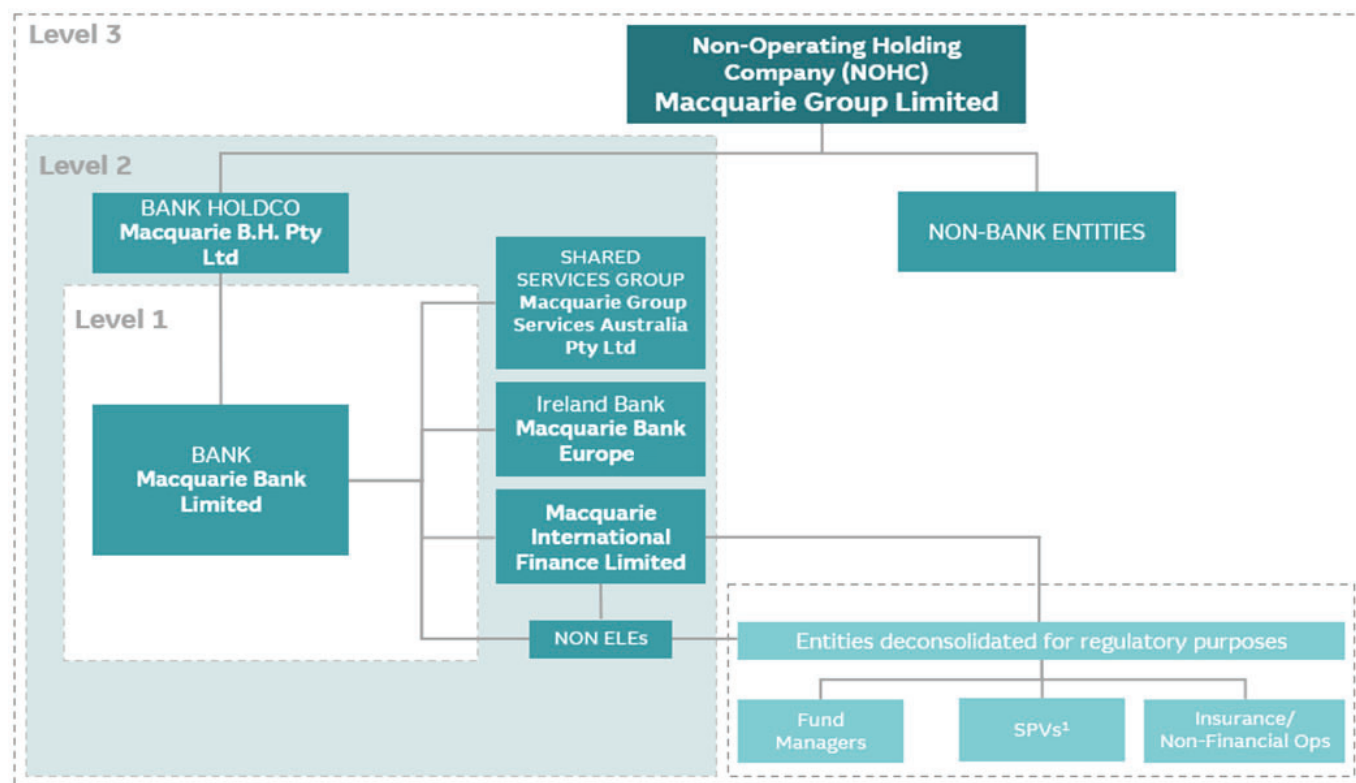 Level 3
Non-Operating Holding
Company (NOHC)
Macquarie Group Limited
Level 2
BANK HOLDCO
Macquarie B.H. Pty
Ltd
NON-BANK ENTITIES
SHARED
SERVICES GROUP
Macquarie Group
Services Australia
Pty Ltd
Level 1
Ireland Bank
Macquarie Bank
Europe
BANK
Macquarie Bank
Limited
Macquarie
International
Finance Limited
NON ELEs
Entities deconsolidated for regulatory purposes
Fund
Managers
SPVs¹
Insurance/
Non-Financial Ops